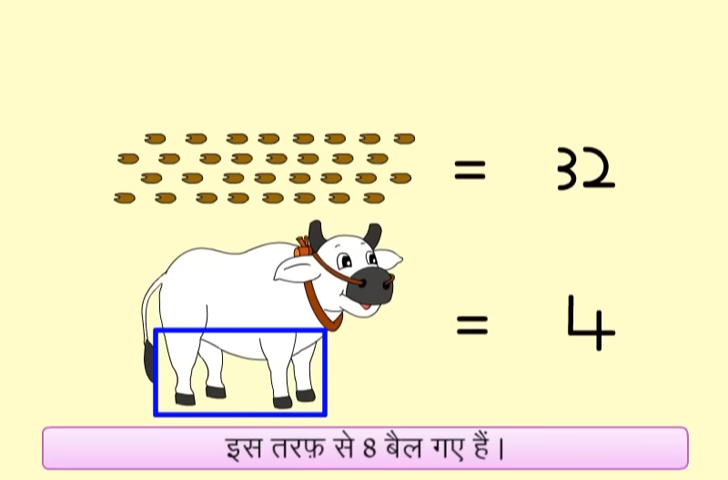 = 32
= 4
इस तरफ़ से 8 बैल गए हैं।